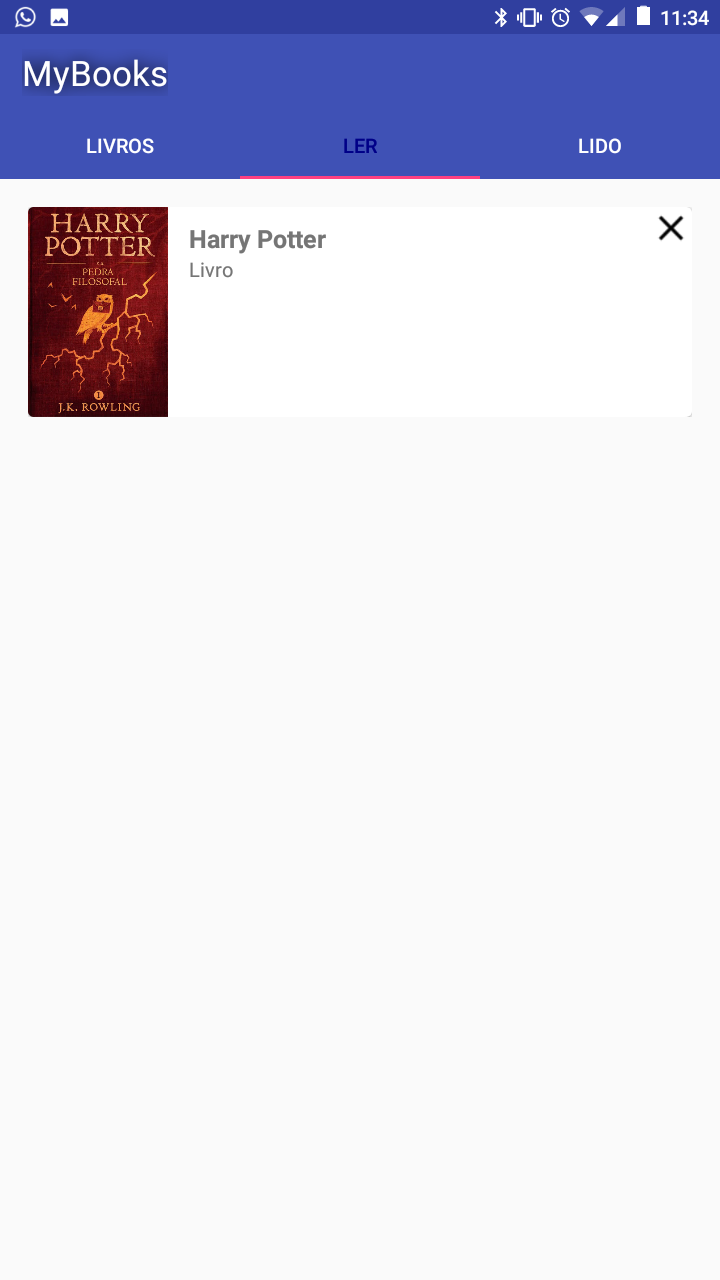 11:34
MyBooks
LIVROS LER LIDO
HARRY
POTTER
E A
PEDRA
FILOSOFAL
1
J.K. ROWLING
Harry Potter
Livro